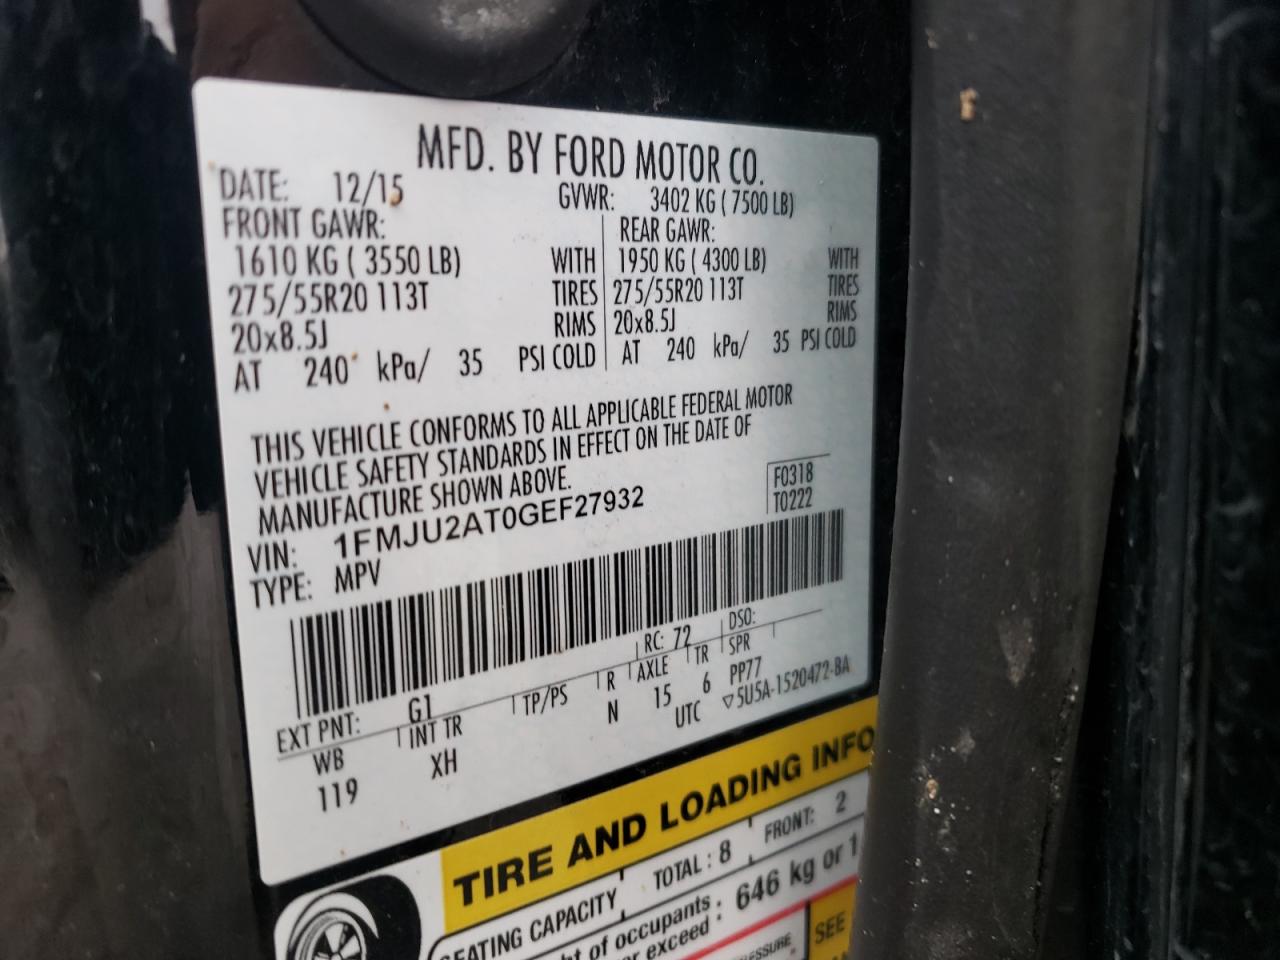 MFD. BY FORD MOTOR CO.
DATE: 12/15 GVWR: 3402 KG ( 7500 LB)
FRONT GAWR: REAR GAWR:
1610 KG ( 3550 LB) WITH 1950 KG ( 4300 LB) WITH
275/55R20 113T TIRES 275/55R20 113T TIRES
20x8.5J RIMS 20x8.5J RIMS
AT 240 kPa/ 35 PSI COLD AT 240 kPa/ 35 PSI COLD
THIS VEHICLE CONFORMS TO ALL APPLICABLE FEDERAL MOTOR
VEHICLE SAFETY STANDARDS IN EFFECT ON THE DATE OF
MANUFACTURE SHOWN ABOVE.
F0318
T0222
VIN: 1FMJU2AT0GEF27932
TYPE: MPV
EXT PNT: G1 RC: 72 DSO:
WB INT TR TP/PS R AXLE TR SPR
119 XH N 15 6 PP77
UTC ▽5U5A-1520472-BA
TIRE AND LOADING INFO
SEATING CAPACITY TOTAL : 8 FRONT: 2
of occupants
exceed : 646 kg or 1
SEE